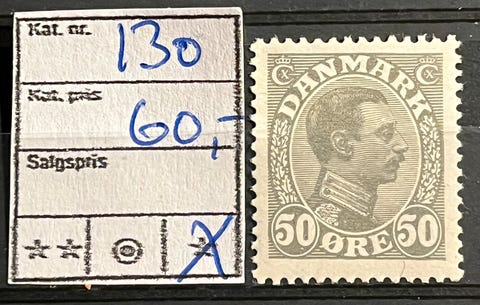 Kat. nr.
130
Kat. pris
60,-
Salgspris
X
DANMARK
50 ØRE 50